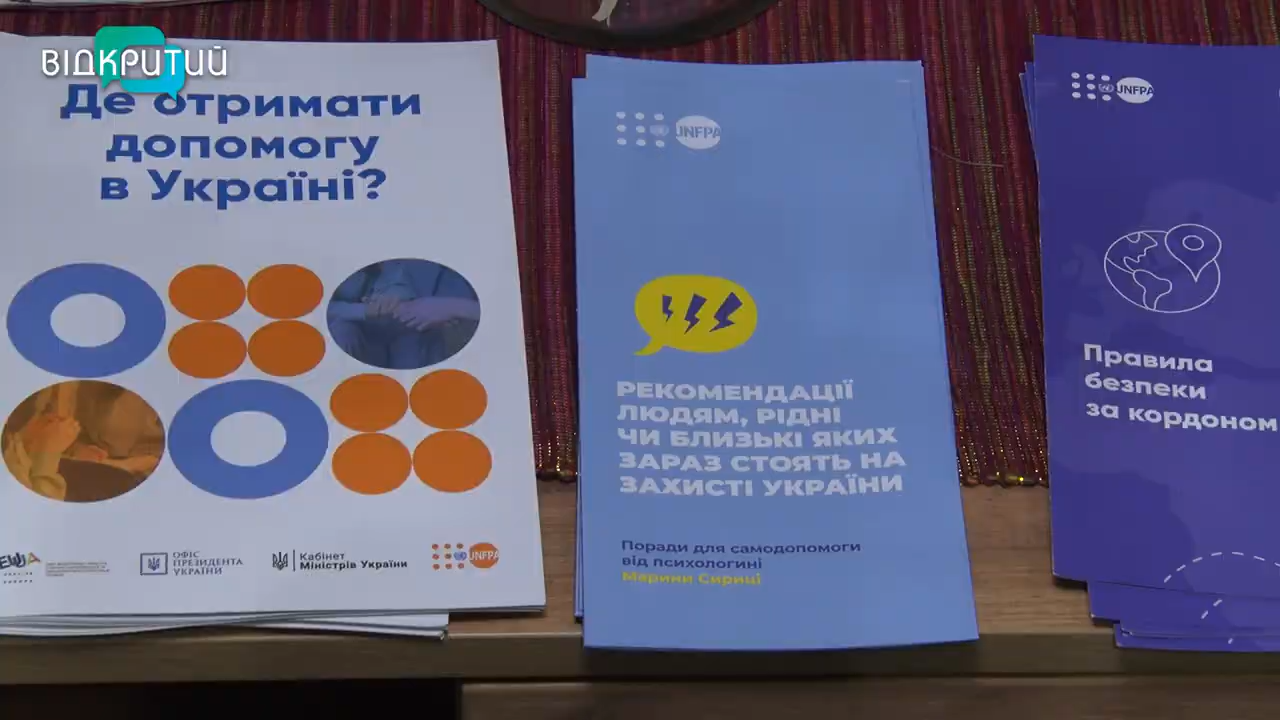 ВІДКРИТИЙ
Де отримати
допомогу
в Україні?
ОФІС
ПРЕЗИДЕНТА
УКРАЇНИ
Кабінет
Міністрів України
UNFPA
UNFPA
РЕКОМЕНДАЦІЇ
ЛЮДЯМ, РІДНІ
ЧИ БЛИЗЬКІ ЯКИХ
ЗАРАЗ СТОЯТЬ НА
ЗАХИСТІ УКРАЇНИ
Поради для самодопомоги
від психологині
Марини Сириці
UNFPA
Правила
безпеки
за кордоном